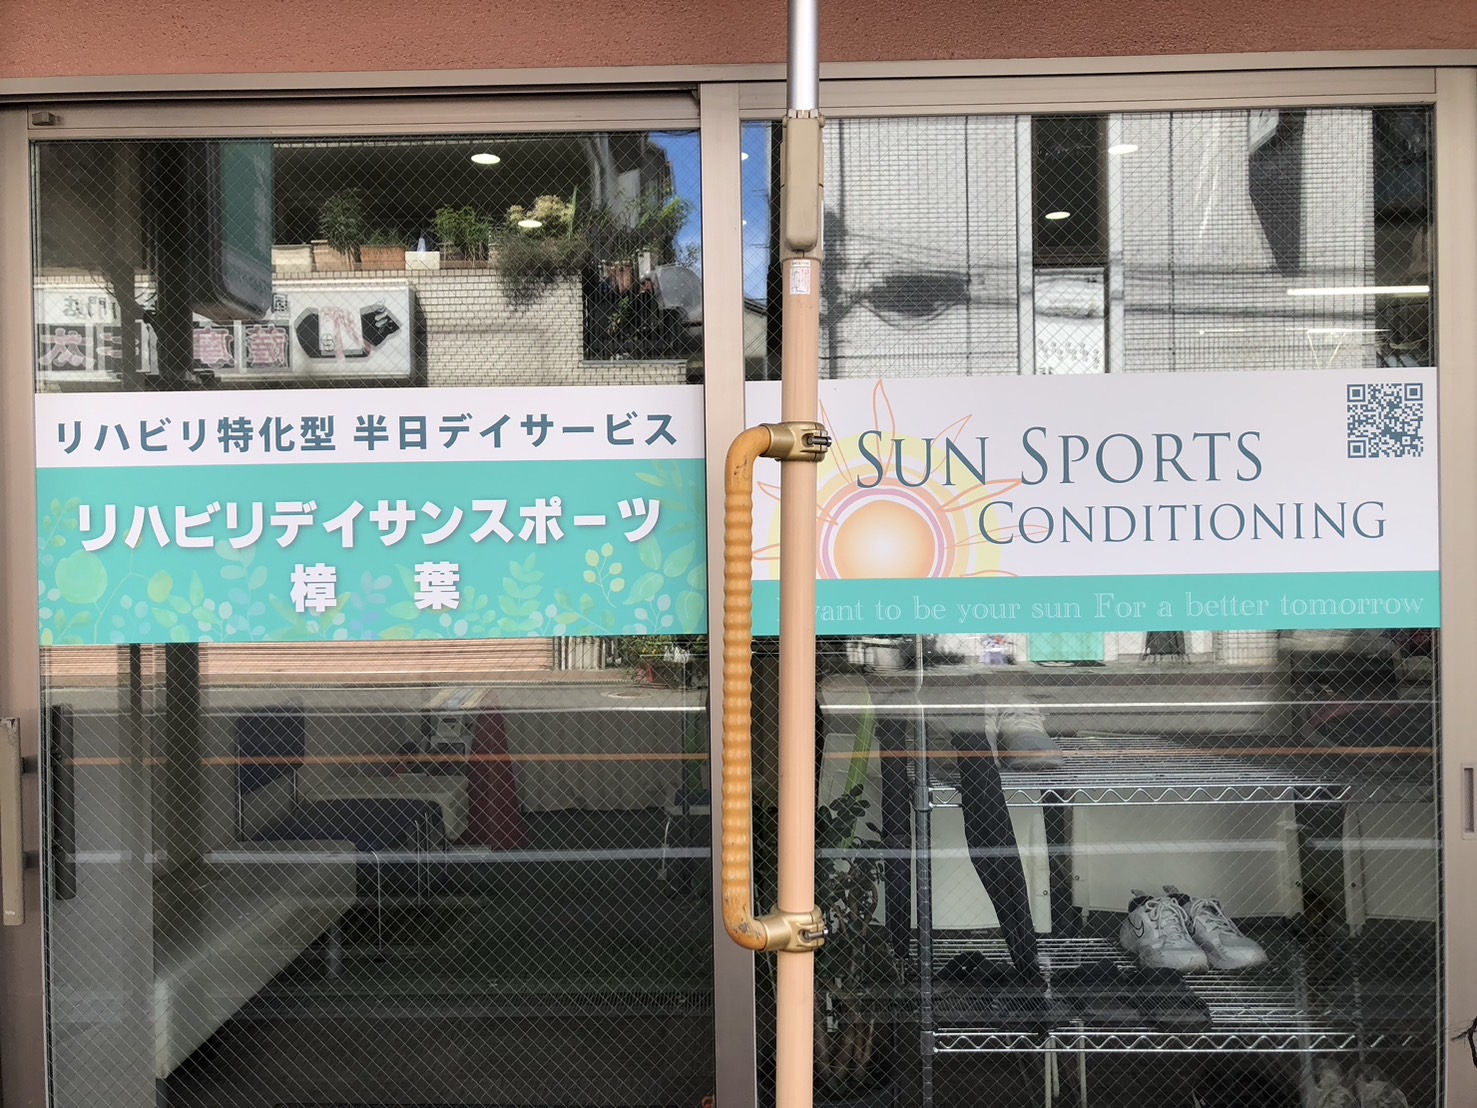 リハビリ特化型 半日デイサービス
リハビリデイサンスポーツ
樟 葉
SUN SPORTS
CONDITIONING
want to be your sun For a better tomorrow